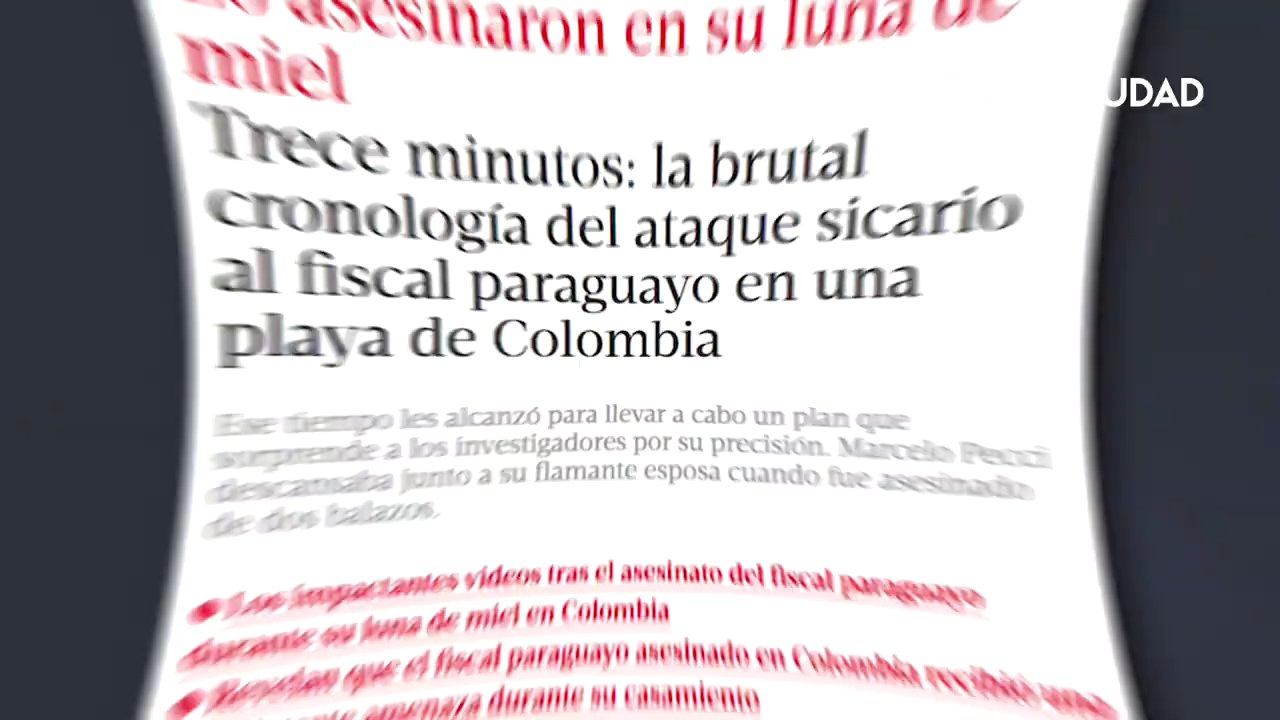 asesinaron en su luna de
miel
UDAD
Trece minutos: la brutal
cronología del ataque sicario
al fiscal paraguayo en una
playa de Colombia
Ese tiempo les alcanzó para llevar a cabo un plan que
sorprende a los investigadores por su precisión. Marcelo Pecci
descansaba junto a su flamante esposa cuando fue asesinado
de dos balazos.
Los impactantes videos tras el asesinato del fiscal paraguayo
durante su luna de miel en Colombia
Revelan que el fiscal paraguayo asesinado en Colombia recibió una
amenaza durante su casamiento